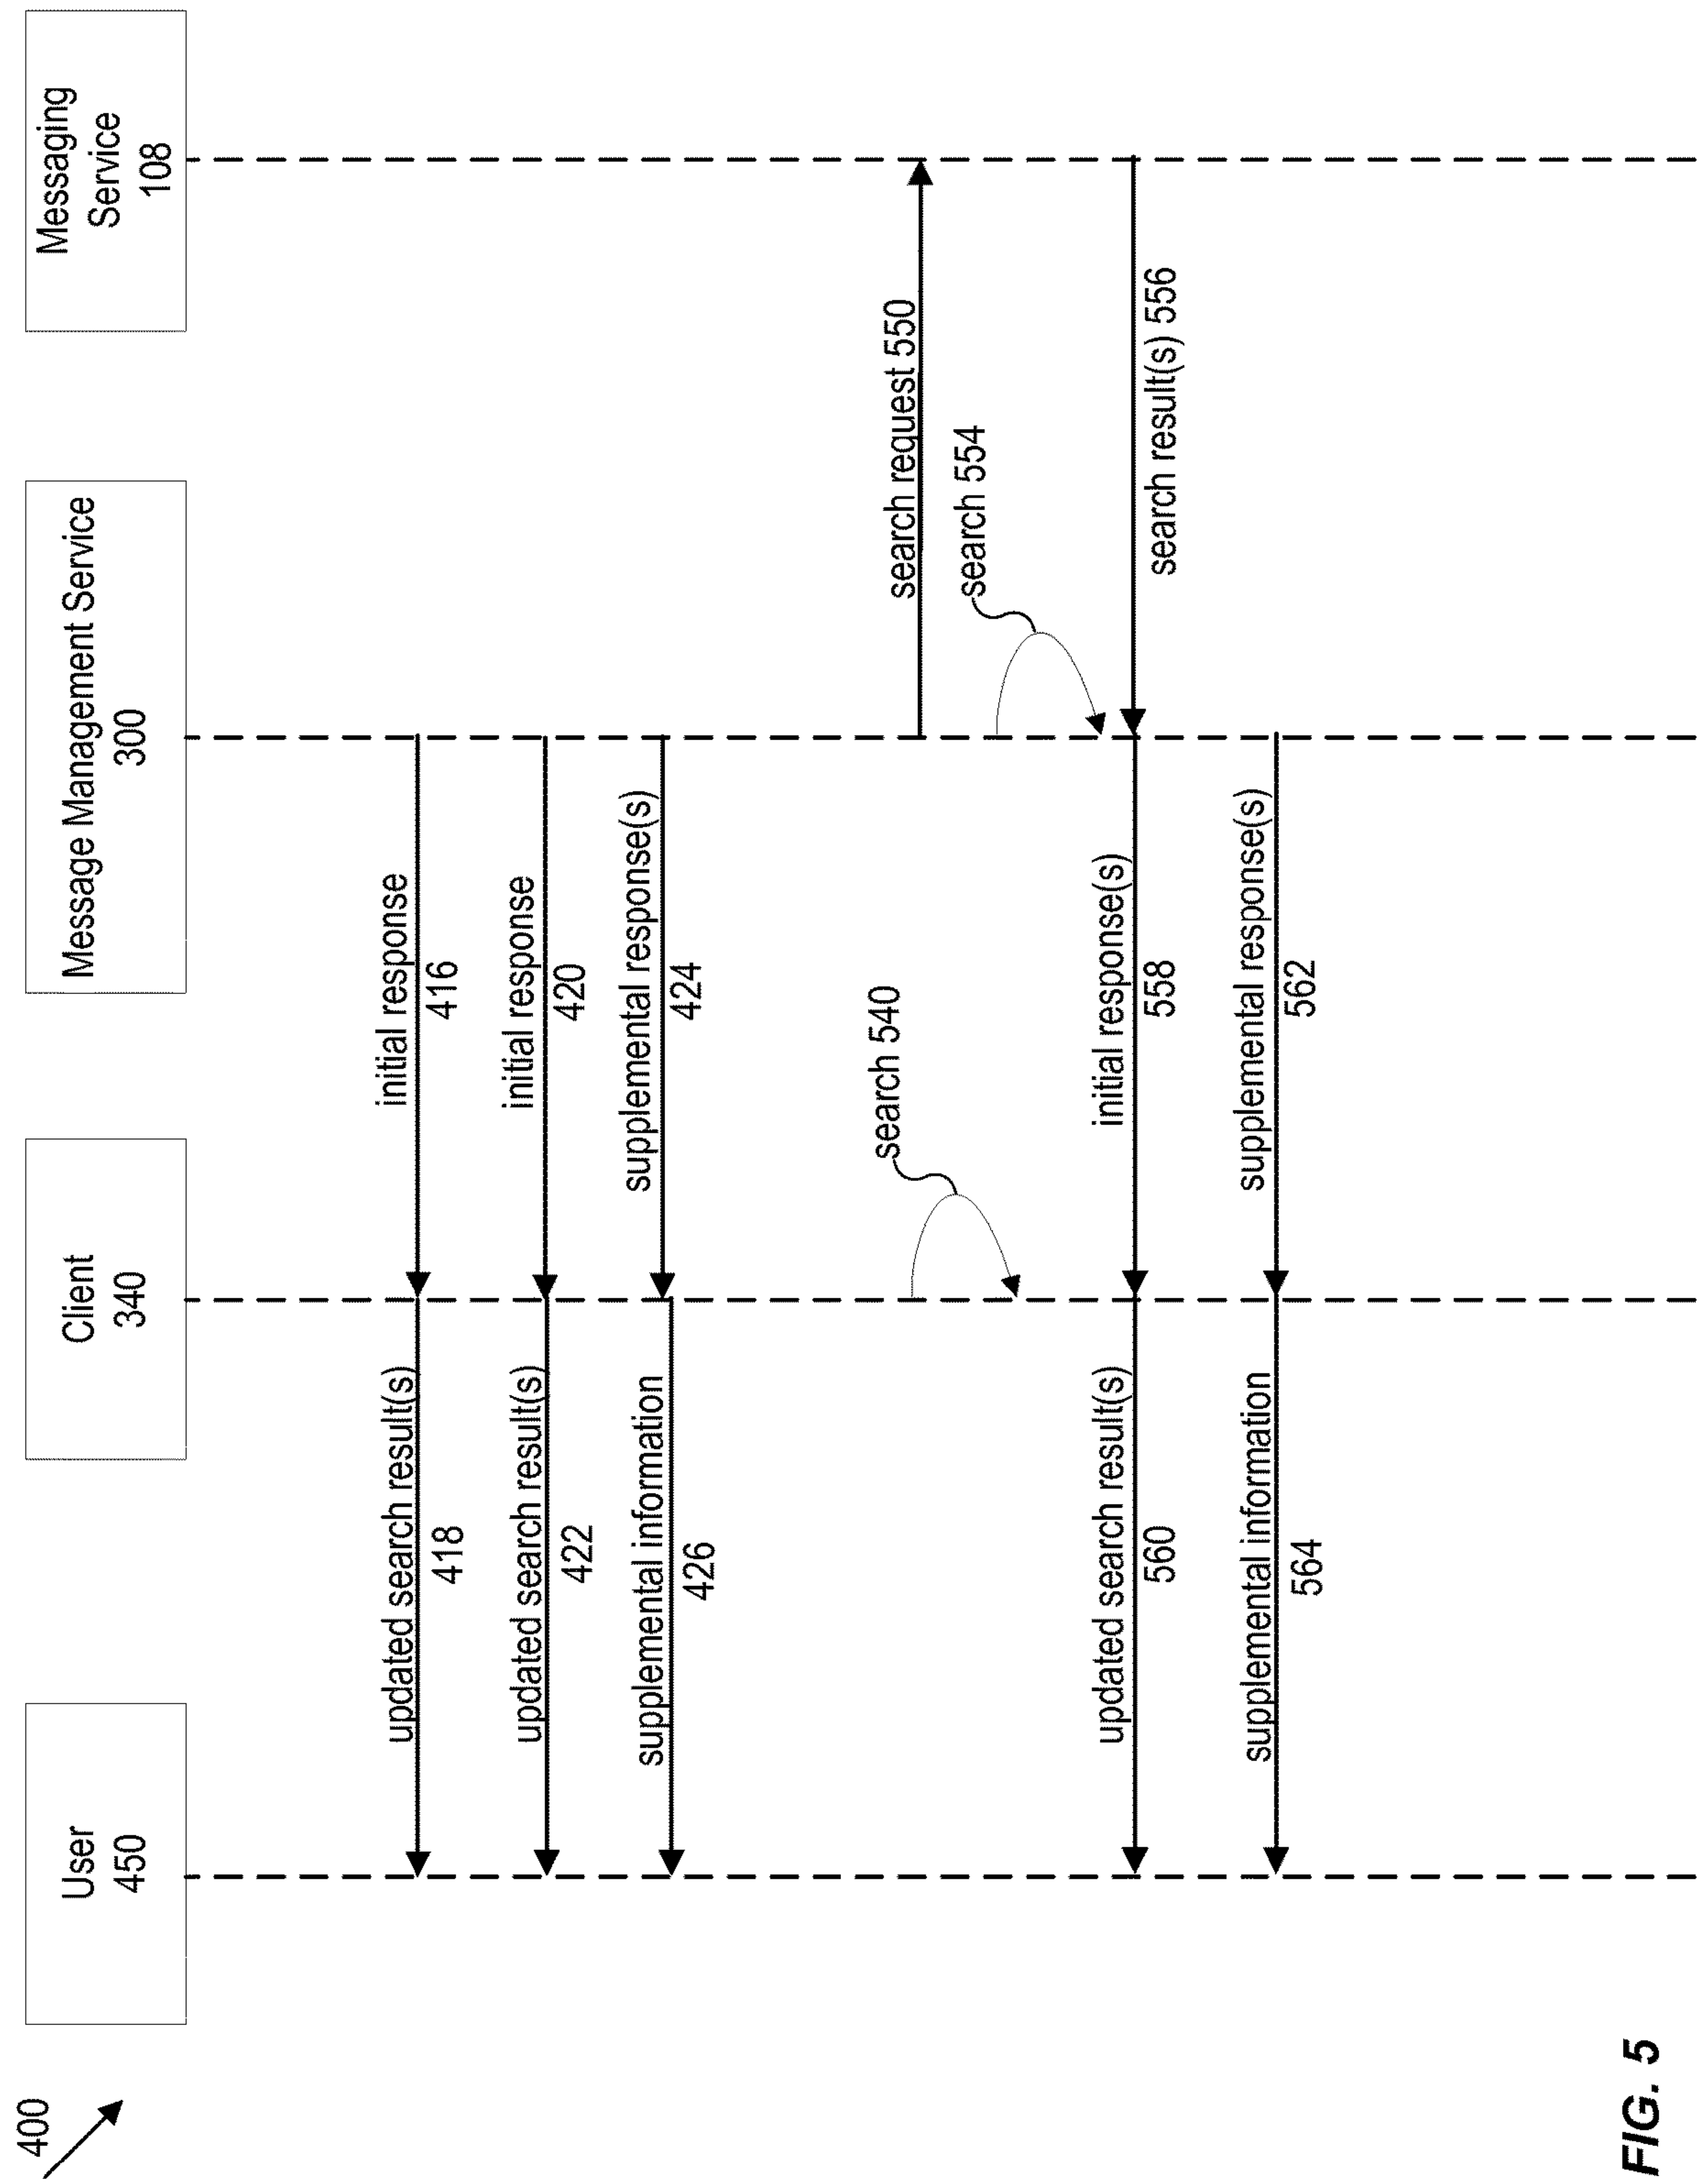 400
User
450
Client
340
Message Management Service
300
Messaging
Service
108
updated search result(s)
418
initial response
416
updated search result(s)
422
initial response
420
supplemental information
426
supplemental response(s)
424
search 540
search request 550
search 554
updated search result(s)
560
initial response(s)
558
search result(s) 556
supplemental information
564
supplemental response(s)
562
FIG. 5